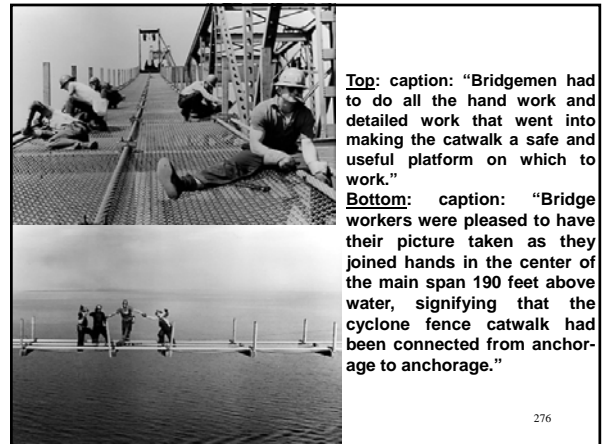 Top: caption: “Bridgemen had
to do all the hand work and
detailed work that went into
making the catwalk a safe and
useful platform on which to
work.”
Bottom: caption: “Bridge
workers were pleased to have
their picture taken as they
joined hands in the center of
the main span 190 feet above
water, signifying that the
cyclone fence catwalk had
been connected from anchor-
age to anchorage.”
276